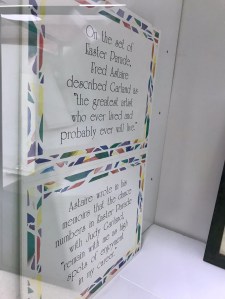 On the set of
Easter Parade,
Fred Astaire
described Garland as
"the greatest artist
who ever lived and
probably ever will live."
Astaire wrote in his
memoirs that the dance
numbers in Easter Parade
with Judy Garland,
"remain with me as high
spots of enjoyment
in my career."